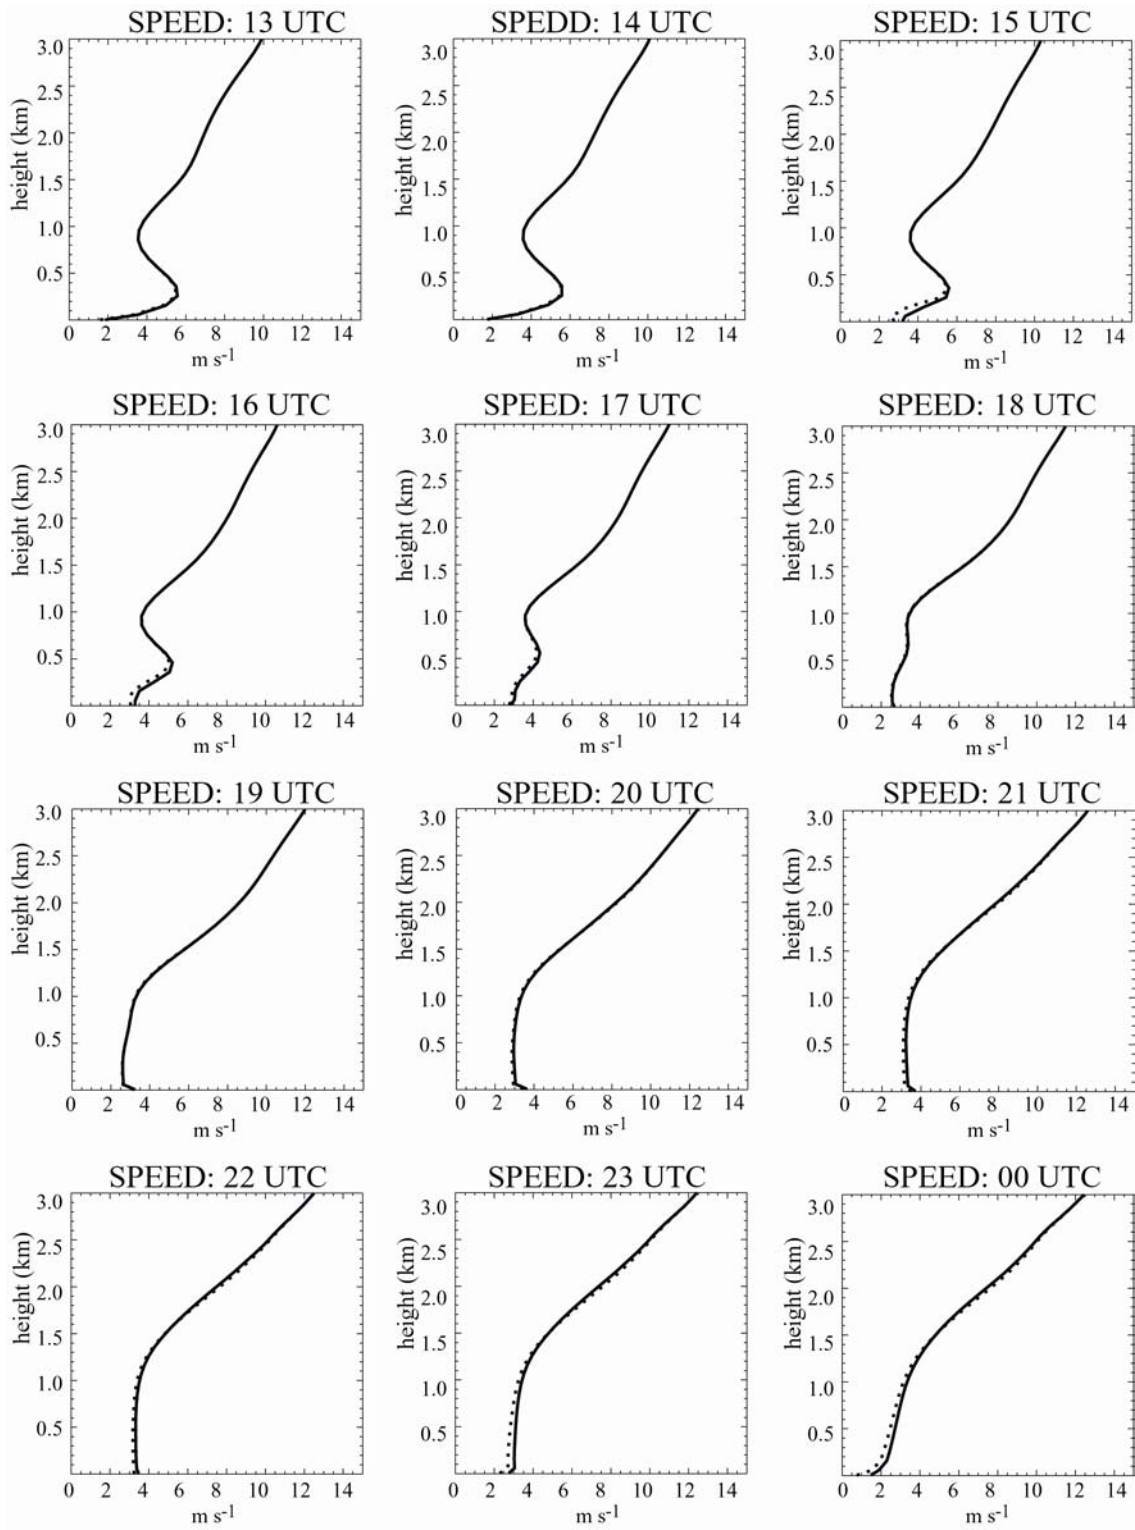 SPEED: 13 UTC
3.0
2.5
2.0
1.5
1.0
0.5
height (km)
0 2 4 6 8 10 12 14
m s-1
SPEDD: 14 UTC
3.0
2.5
2.0
1.5
1.0
0.5
height (km)
0 2 4 6 8 10 12 14
m s-1
SPEED: 15 UTC
3.0
2.5
2.0
1.5
1.0
0.5
height (km)
0 2 4 6 8 10 12 14
m s-1
SPEED: 16 UTC
3.0
2.5
2.0
1.5
1.0
0.5
height (km)
0 2 4 6 8 10 12 14
m s-1
SPEED: 17 UTC
3.0
2.5
2.0
1.5
1.0
0.5
height (km)
0 2 4 6 8 10 12 14
m s-1
SPEED: 18 UTC
3.0
2.5
2.0
1.5
1.0
0.5
height (km)
0 2 4 6 8 10 12 14
m s-1
SPEED: 19 UTC
3.0
2.5
2.0
1.5
1.0
0.5
height (km)
0 2 4 6 8 10 12 14
m s-1
SPEED: 20 UTC
3.0
2.5
2.0
1.5
1.0
0.5
height (km)
0 2 4 6 8 10 12 14
m s-1
SPEED: 21 UTC
3.0
2.5
2.0
1.5
1.0
0.5
height (km)
0 2 4 6 8 10 12 14
m s-1
SPEED: 22 UTC
3.0
2.5
2.0
1.5
1.0
0.5
height (km)
0 2 4 6 8 10 12 14
m s-1
SPEED: 23 UTC
3.0
2.5
2.0
1.5
1.0
0.5
height (km)
0 2 4 6 8 10 12 14
m s-1
SPEED: 00 UTC
3.0
2.5
2.0
1.5
1.0
0.5
height (km)
0 2 4 6 8 10 12 14
m s-1